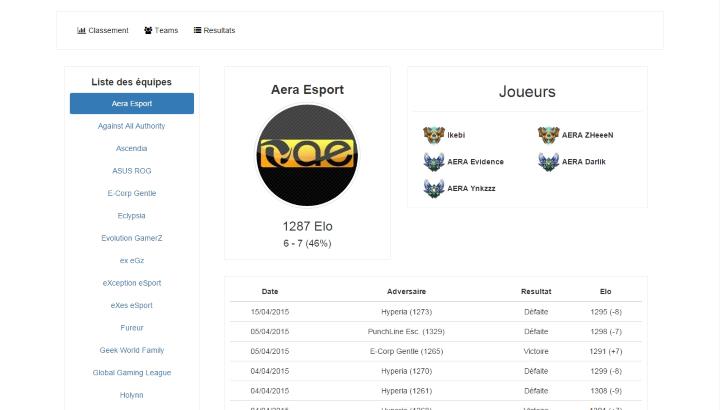 Classement Teams Resultats
Liste des équipes
Aera Esport
Against All Authority
Ascendia
ASUS ROG
E-Corp Gentle
Eclypsia
Evolution GamerZ
ex eGz
eXception eSport
eXes eSport
Fureur
Geek-World Family
Global Gaming League
Holynn
Aera Esport
ae
1287 Elo
6 - 7 (46%)
Joueurs
Ikebi AERA ZHeeeN
AERA Evidence AERA Darlik
AERA Ynkzzz
Date Adversaire Resultat Elo
15/04/2015 Hyperia (1273) Défaite 1295 (-8)
05/04/2015 PunchLine Esc. (1329) Défaite 1298 (-7)
05/04/2015 E-Corp Gentle (1265) Victoire 1291 (+7)
04/04/2015 Hyperia (1270) Défaite 1299 (-8)
04/04/2015 Hyperia (1261) Défaite 1308 (-9)